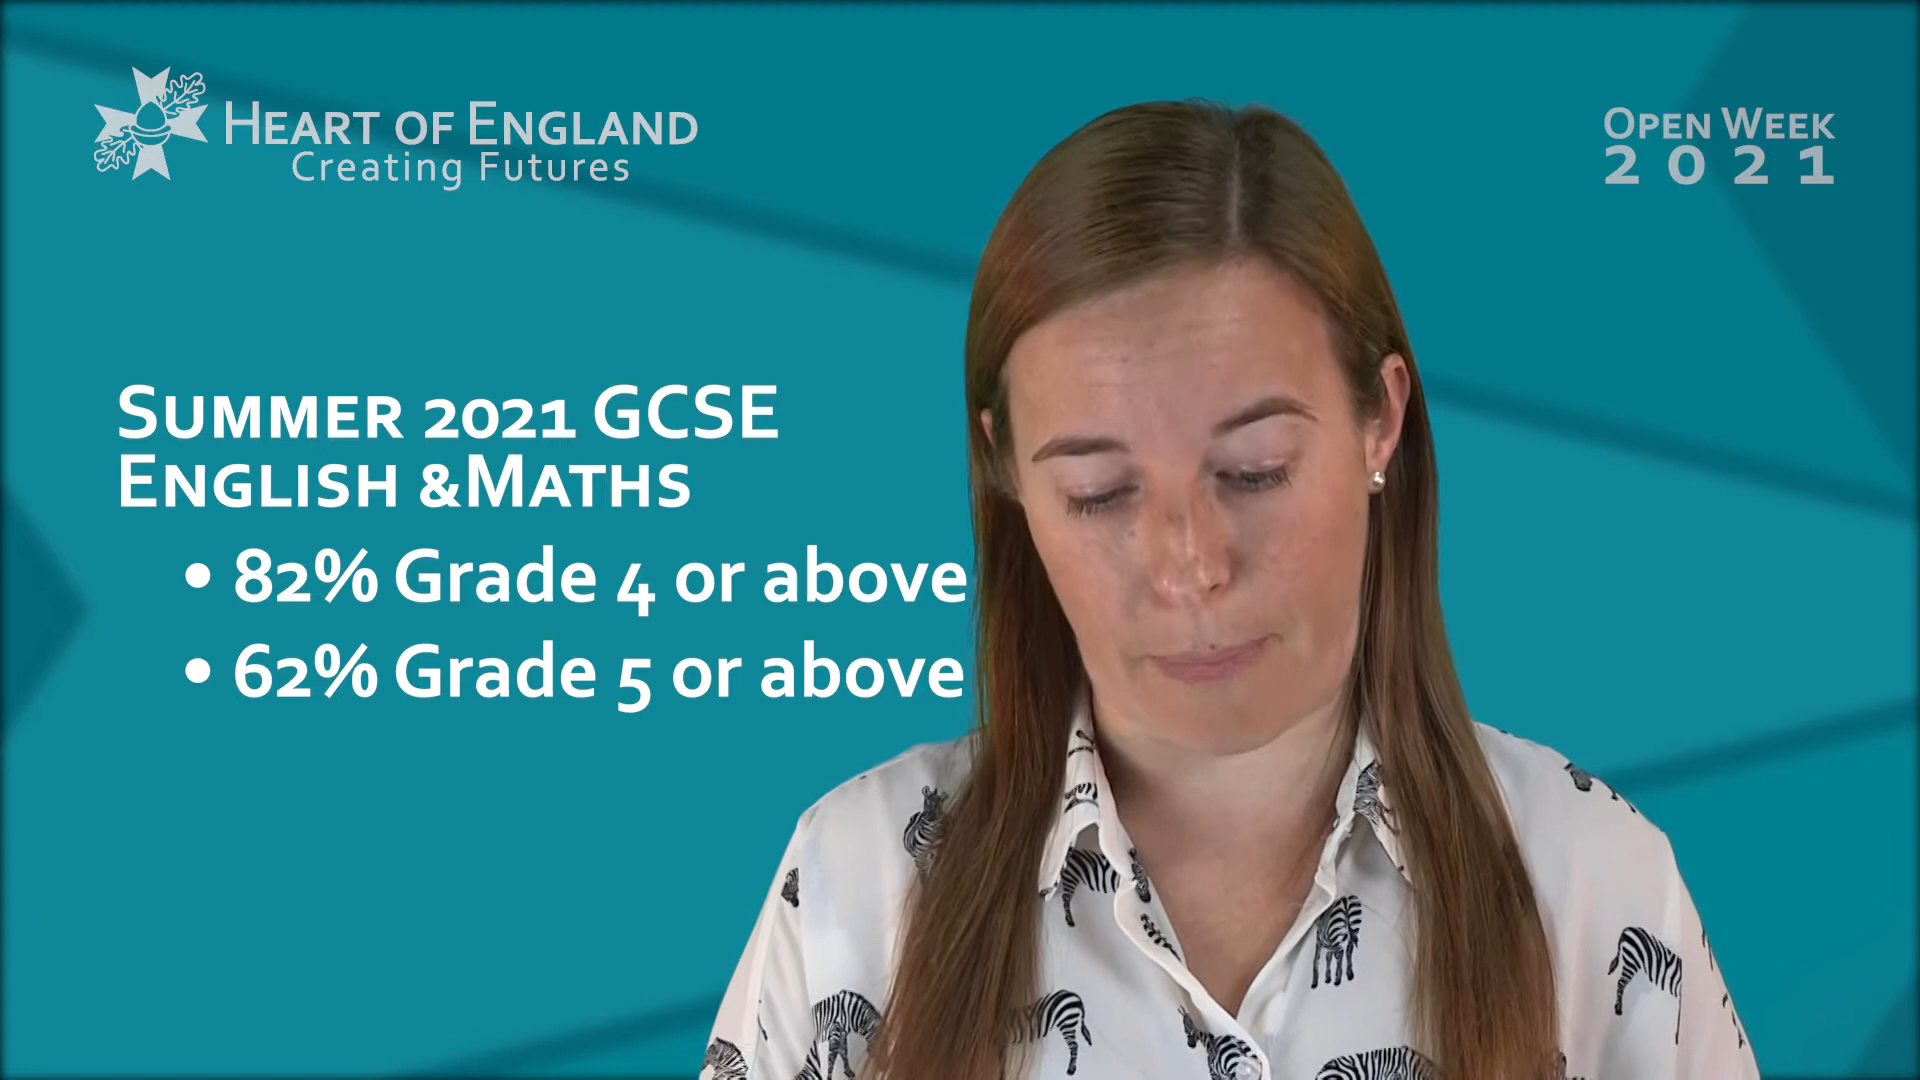 HEART OF ENGLAND
Creating Futures
OPEN WEEK
2021
SUMMER 2021 GCSE
ENGLISH &MATHS
• 82% Grade 4 or above
• 62% Grade 5 or above